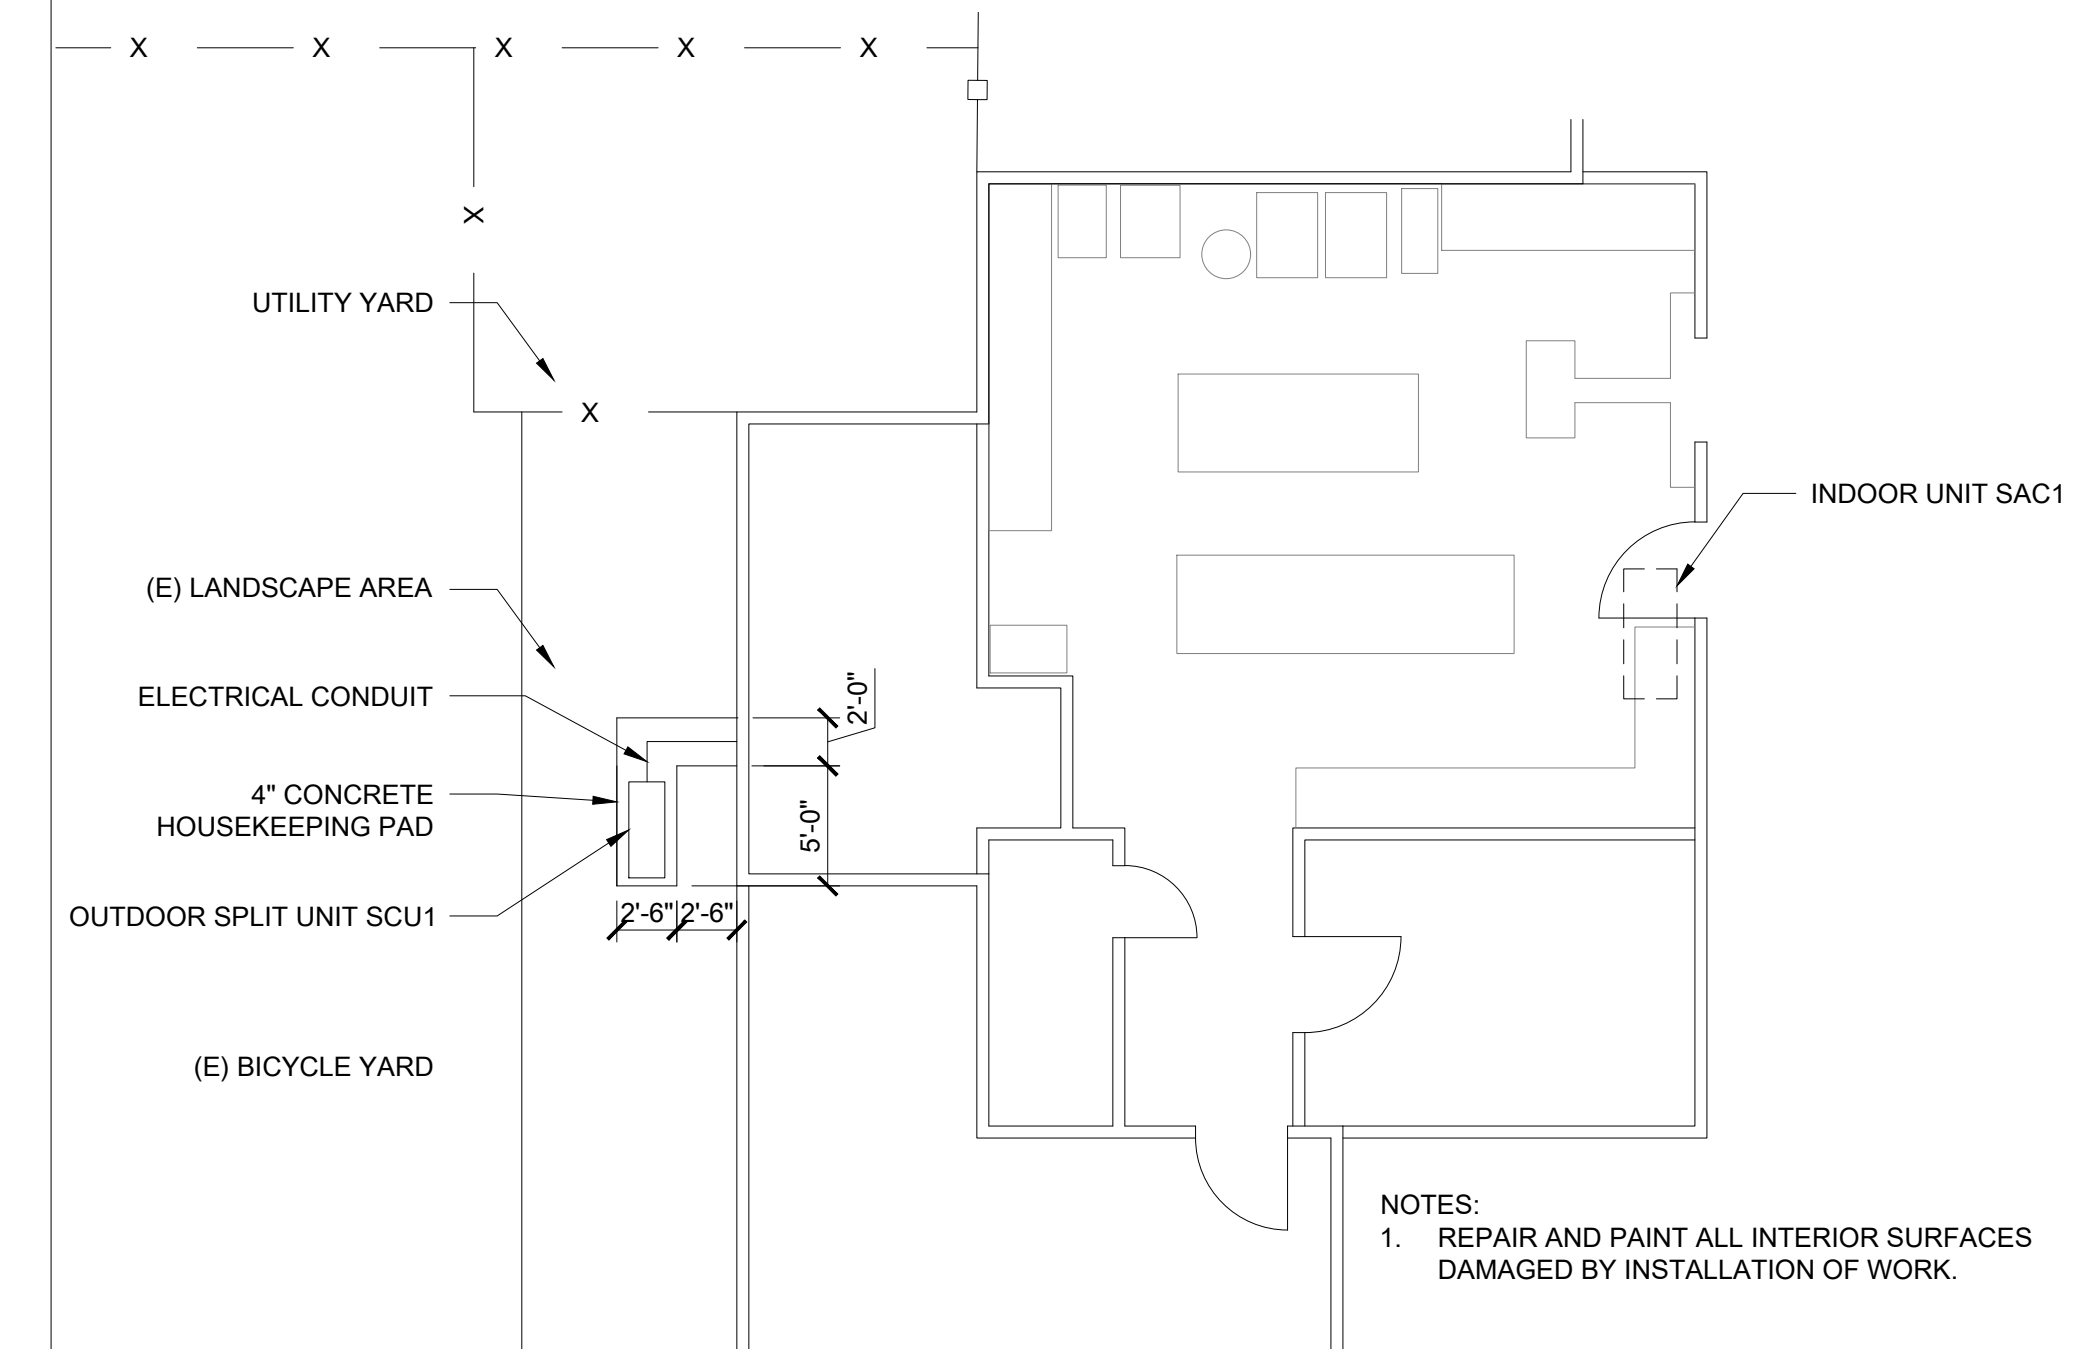 X X X X X
X
UTILITY YARD
X
INDOOR UNIT SAC1
(E) LANDSCAPE AREA
ELECTRICAL CONDUIT
2'-0"
4" CONCRETE
HOUSEKEEPING PAD
5'-0"
OUTDOOR SPLIT UNIT SCU1
2'-6" 2'-6"
(E) BICYCLE YARD
NOTES:
1. REPAIR AND PAINT ALL INTERIOR SURFACES
DAMAGED BY INSTALLATION OF WORK.